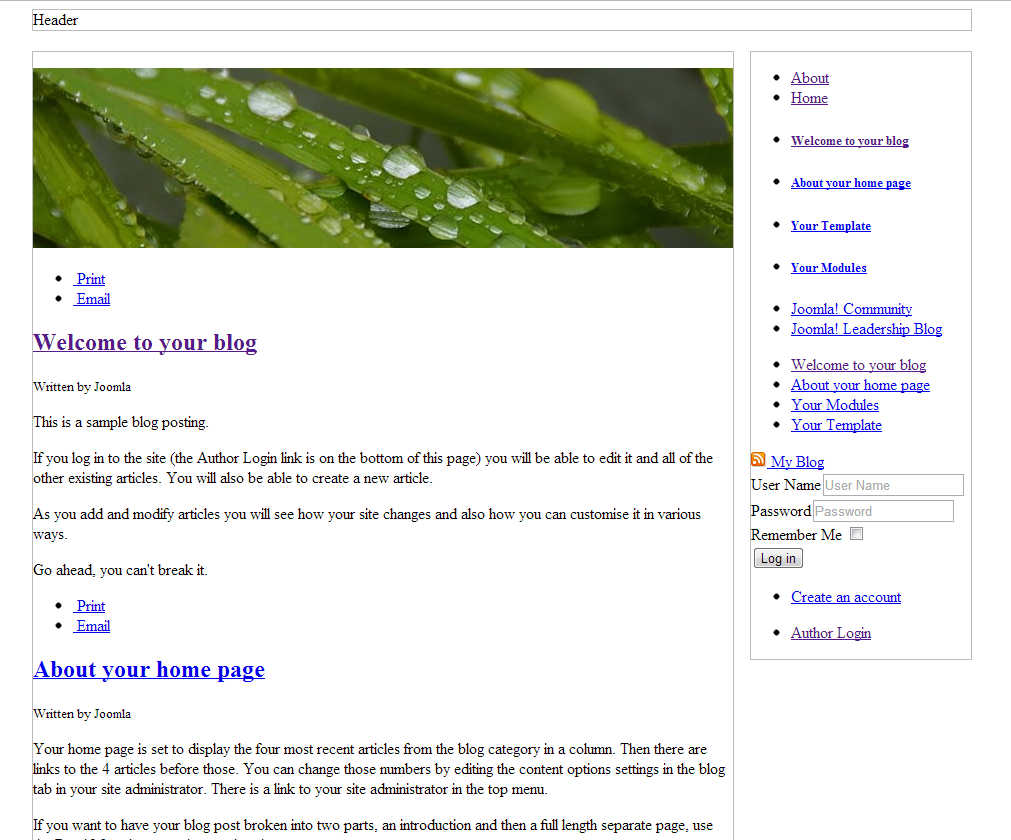 Header
Print
Email
Welcome to your blog
Written by Joomla
This is a sample blog posting.
If you log in to the site (the Author Login link is on the bottom of this page) you will be able to edit it and all of the
other existing articles. You will also be able to create a new article.
As you add and modify articles you will see how your site changes and also how you can customise it in various
ways.
Go ahead, you can't break it.
Print
Email
About your home page
Written by Joomla
Your home page is set to display the four most recent articles from the blog category in a column. Then there are
links to the 4 articles before those. You can change those numbers by editing the content options settings in the blog
tab in your site administrator. There is a link to your site administrator in the top menu.
If you want to have your blog post broken into two parts, an introduction and then a full length separate page, use
About
Home
Welcome to your blog
About your home page
Your Template
Your Modules
Joomla! Community
Joomla! Leadership Blog
Welcome to your blog
About your home page
Your Modules
Your Template
My Blog
User Name User Name
Password Password
Remember Me
Log in
Create an account
Author Login